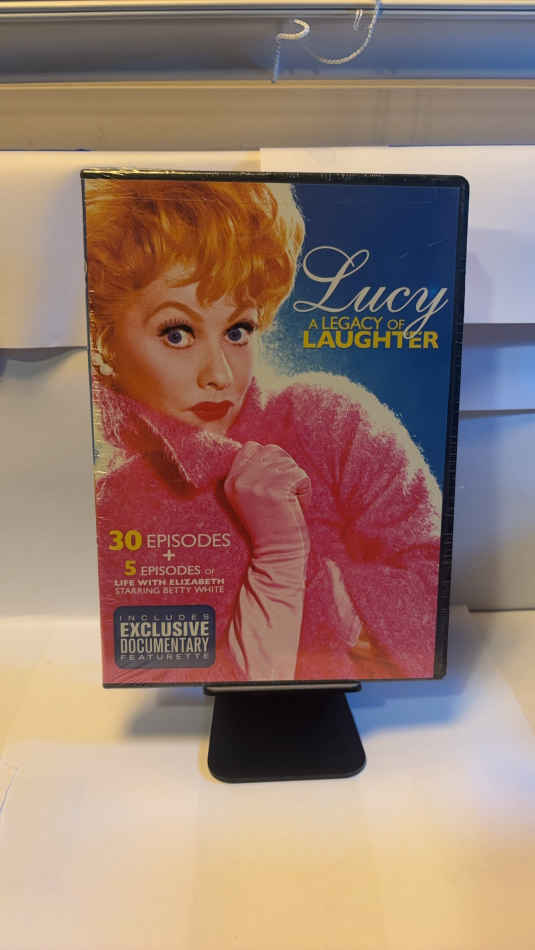 Lucy
A LEGACY OF
LAUGHTER
30 EPISODES
+
5 EPISODES OF
LIFE WITH ELIZABETH
STARRING BETTY WHITE
INCLUDES
EXCLUSIVE
DOCUMENTARY
FEATURETTE